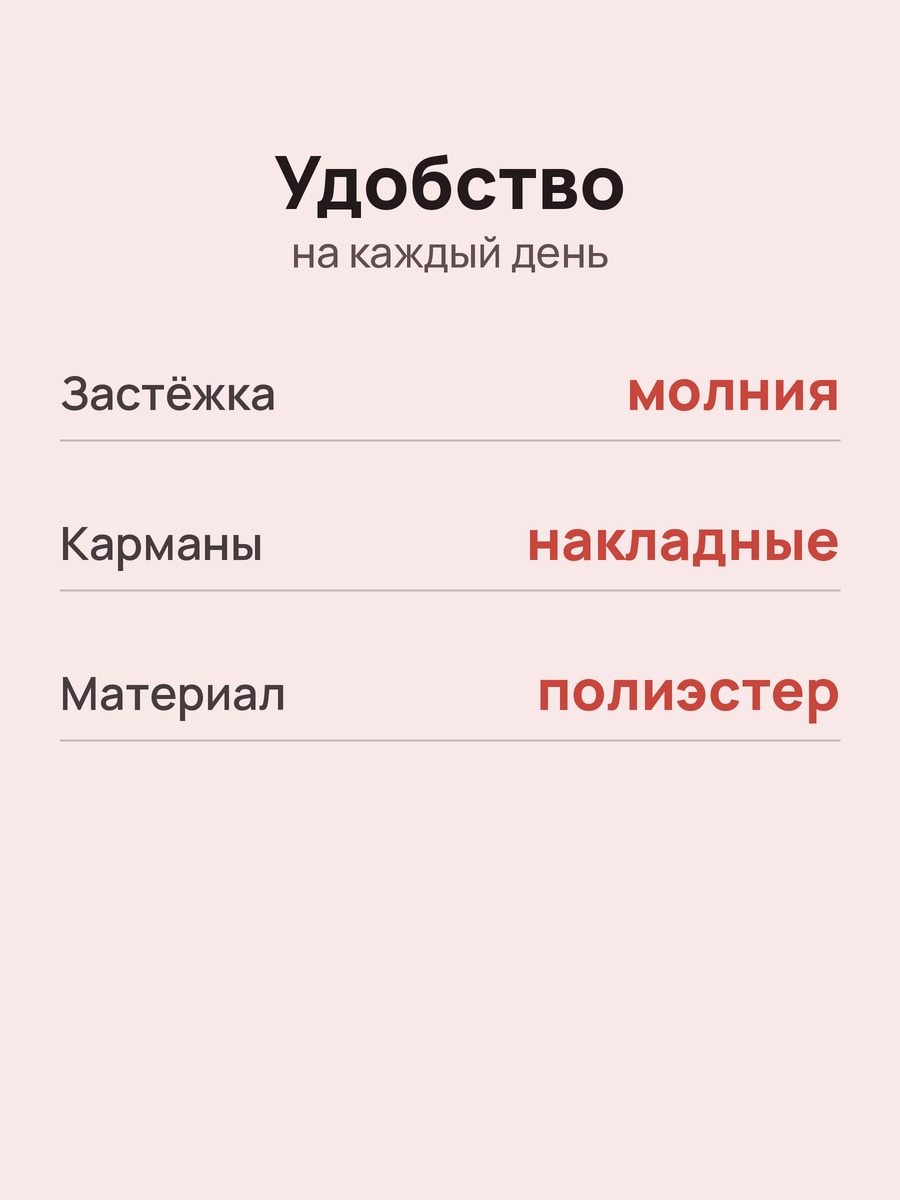 Удобство
на каждый день
Застёжка молния
Карманы накладные
Материал полиэстер